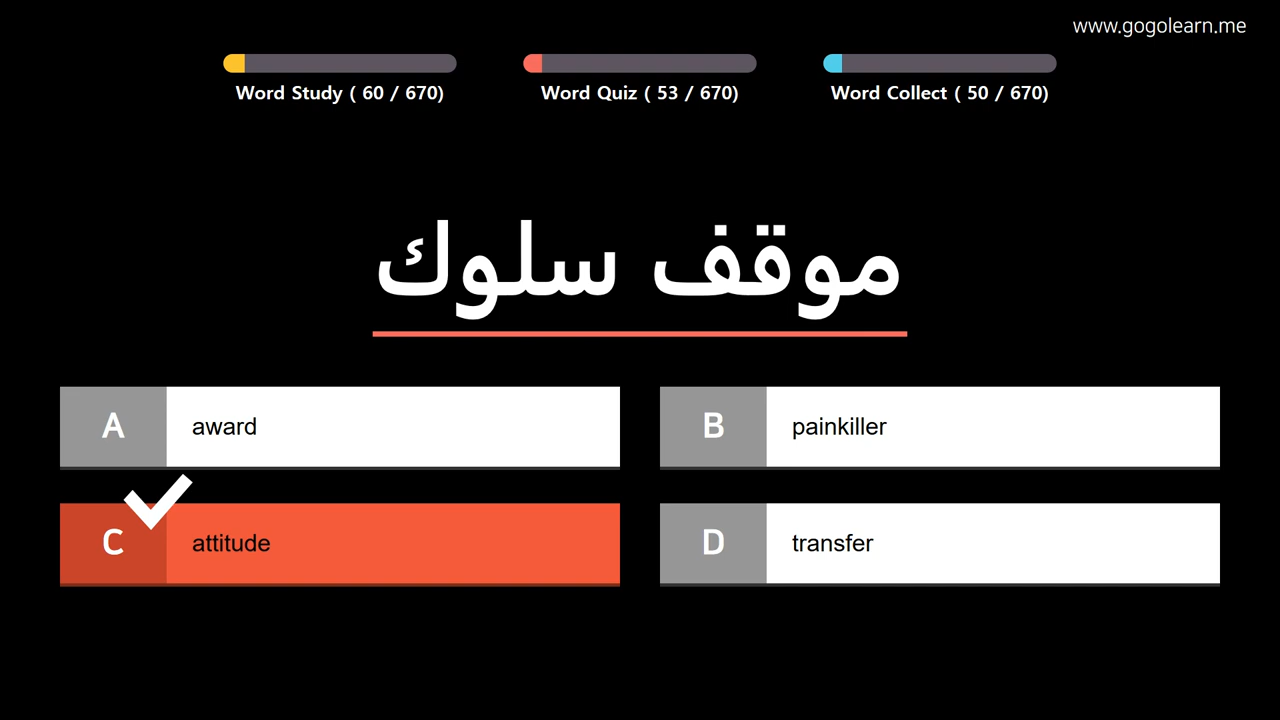 www.gogolearn.me
Word Study ( 60 / 670)
Word Quiz ( 53 / 670)
Word Collect ( 50 / 670)
موقف سلوك
A award
B painkiller
C attitude
D transfer